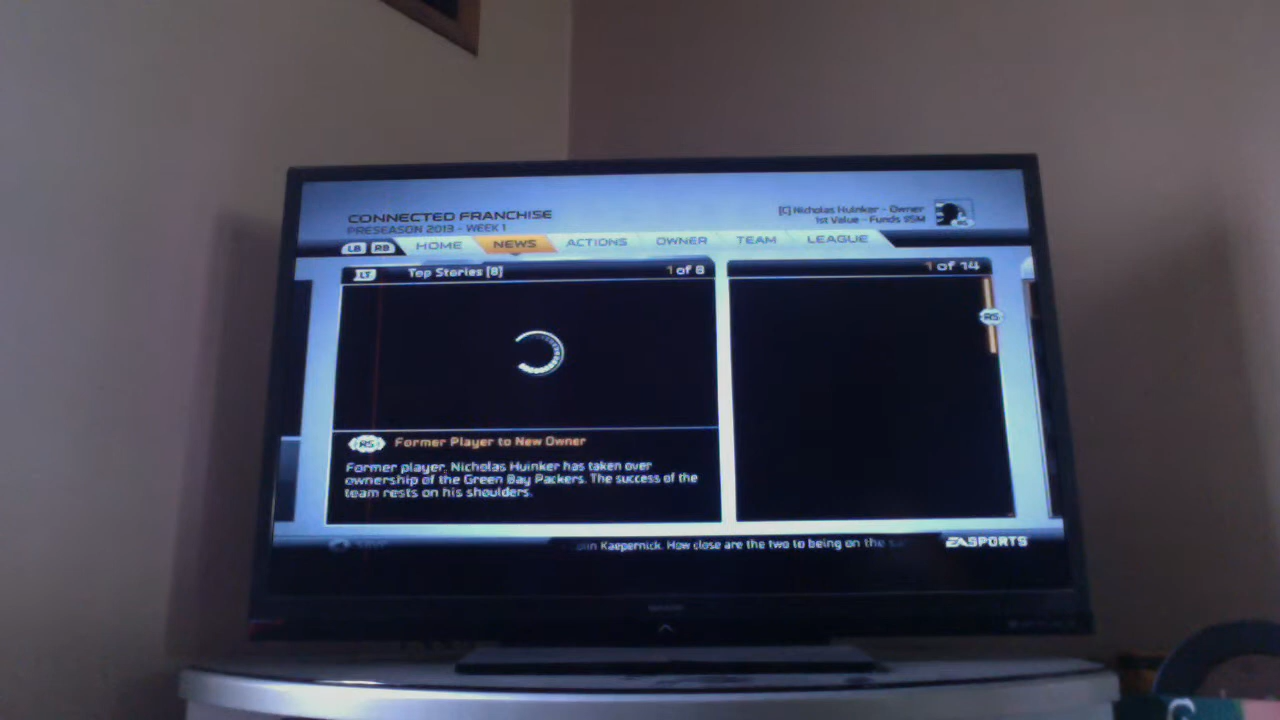 CONNECTED FRANCHISE
PRESEASON 2013 - WEEK 1
[C] Nicholas Huinker - Owner
1st Value - Funds $15M
LB RB HOME NEWS ACTIONS OWNER TEAM LEAGUE
LT Top Stories [8] 1 of 8
1 of 14
RS
RS Former Player to New Owner
Former player, Nicholas Huinker has taken over
ownership of the Green Bay Packers. The success of the
team rests on his shoulders.
Kaepernick. How close are the two to being on the
EA SPORTS
G